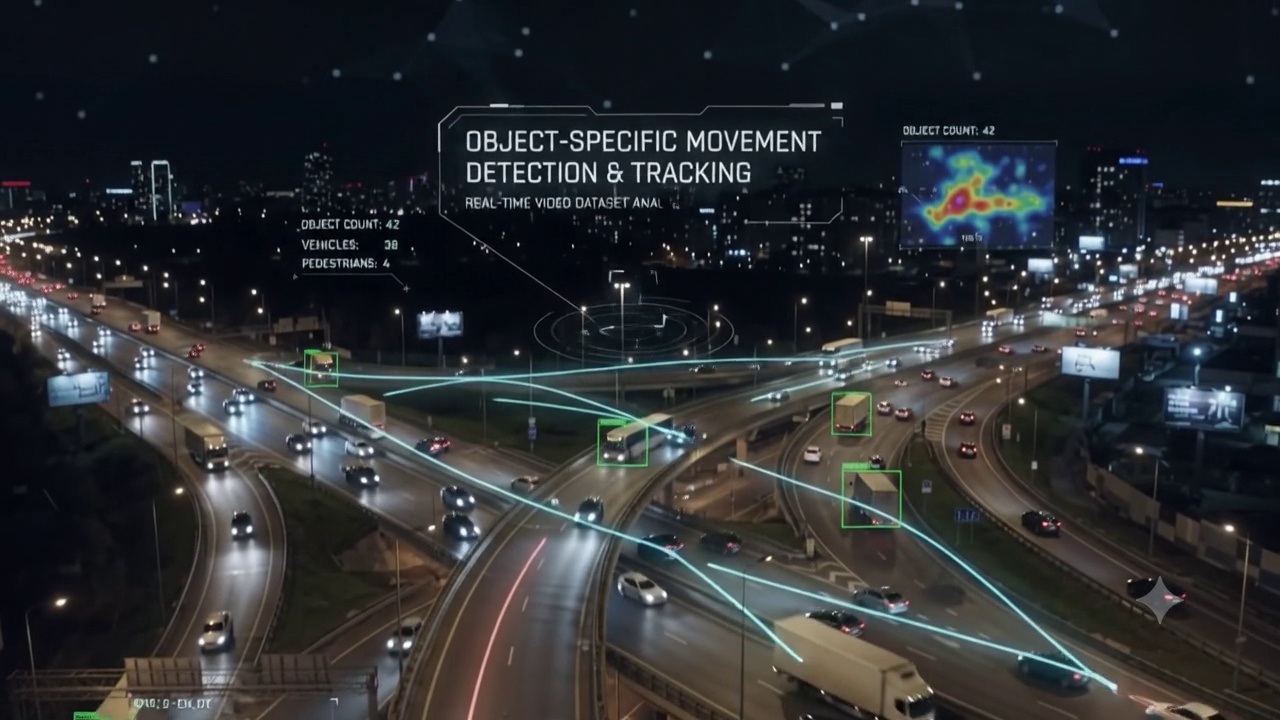 OBJECT-SPECIFIC MOVEMENT
DETECTION & TRACKING
REAL-TIME VIDEO DATASET ANAL
OBJECT COUNT: 42
OBJECT COUNT: 42
VEHICLES: 38
PEDESTRIANS: 4